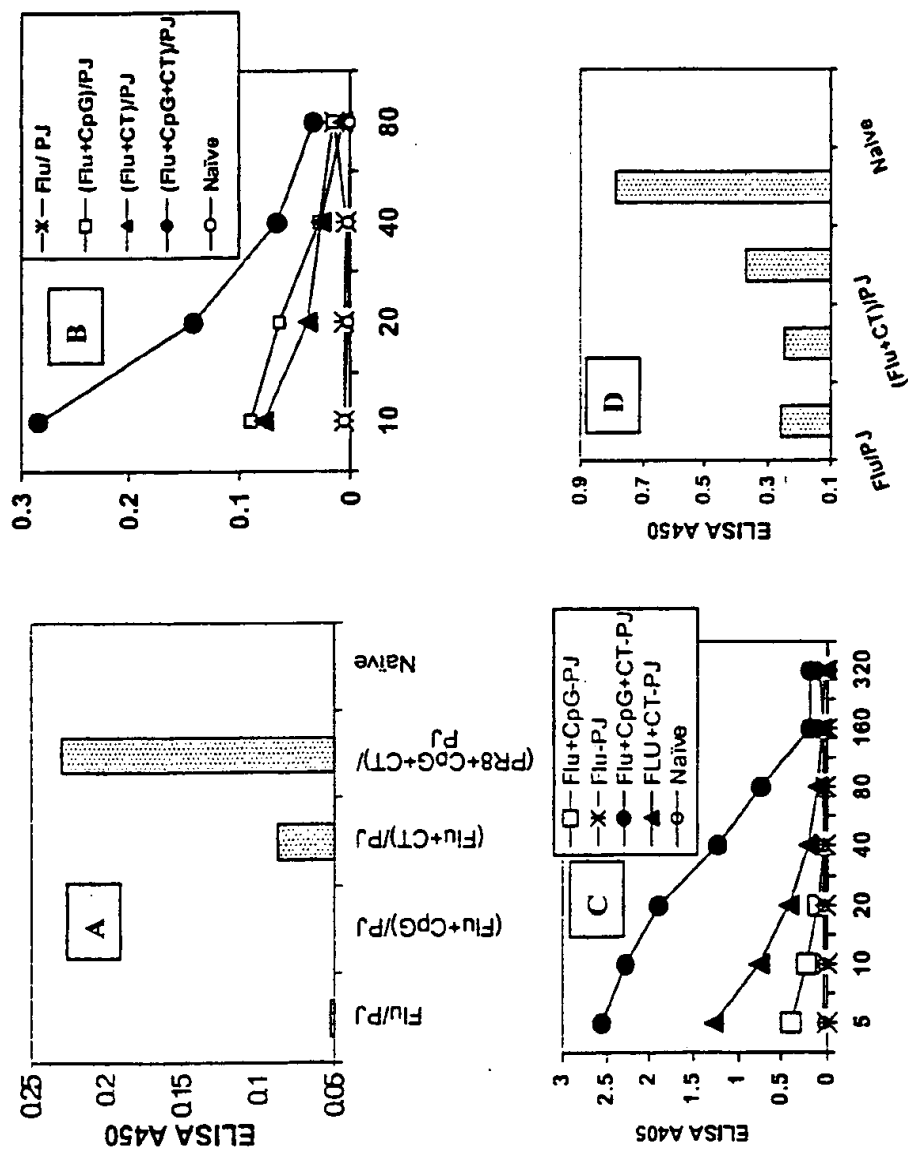 A
ELISA A450
0.25
0.2
0.15
0.1
0.05
Flu/PJ
(Flu+CpG)/PJ
(Flu+CT)/PJ
(PR8+CpG+CT)/
PJ
Naïve
B
0.3
0.2
0.1
0
10
20
40
80
Flu/ PJ
(Flu+CpG)/PJ
(Flu+CT)/PJ
(Flu+CpG+CT)/PJ
Naïve
C
ELISA A405
3
2.5
2
1.5
1
0.5
0
5
10
20
40
80
160
320
Flu+CpG-PJ
Flu-PJ
Flu+CpG+CT-PJ
FLU+CT-PJ
Naïve
D
ELISA A450
0.9
0.7
0.5
0.3
0.1
Flu/PJ
(Flu+CT)/PJ
Naive